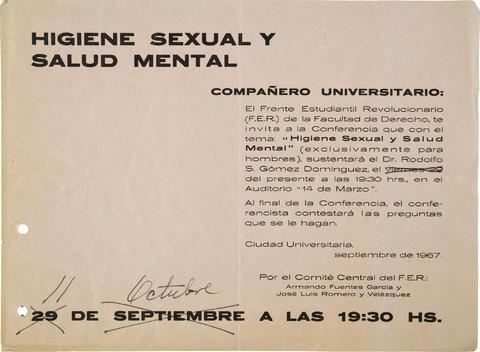 HIGIENE SEXUAL Y
SALUD MENTAL
COMPAÑERO UNIVERSITARIO:
El Frente Estudiantil Revolucionario
(F.E.R.) de la Facultad de Derecho, te
invita a la Conferencia que con el
tema: "Higiene Sexual y Salud
Mental" (exclusivamente para
hombres), sustentará el Dr. Rodolfo
S. Gómez Domínguez, el viernes 29
del presente a las 19:30 hrs., en el
Auditorio "14 de Marzo".
Al final de la Conferencia, el confe-
rencista contestará las preguntas
que se le hagan.
Ciudad Universitaria,
septiembre de 1967.
Por el Comité Central del F.E.R.:
Armando Fuentes García y
José Luis Romero y Velázquez
11 Octubre
29 DE SEPTIEMBRE A LAS 19:30 HS.